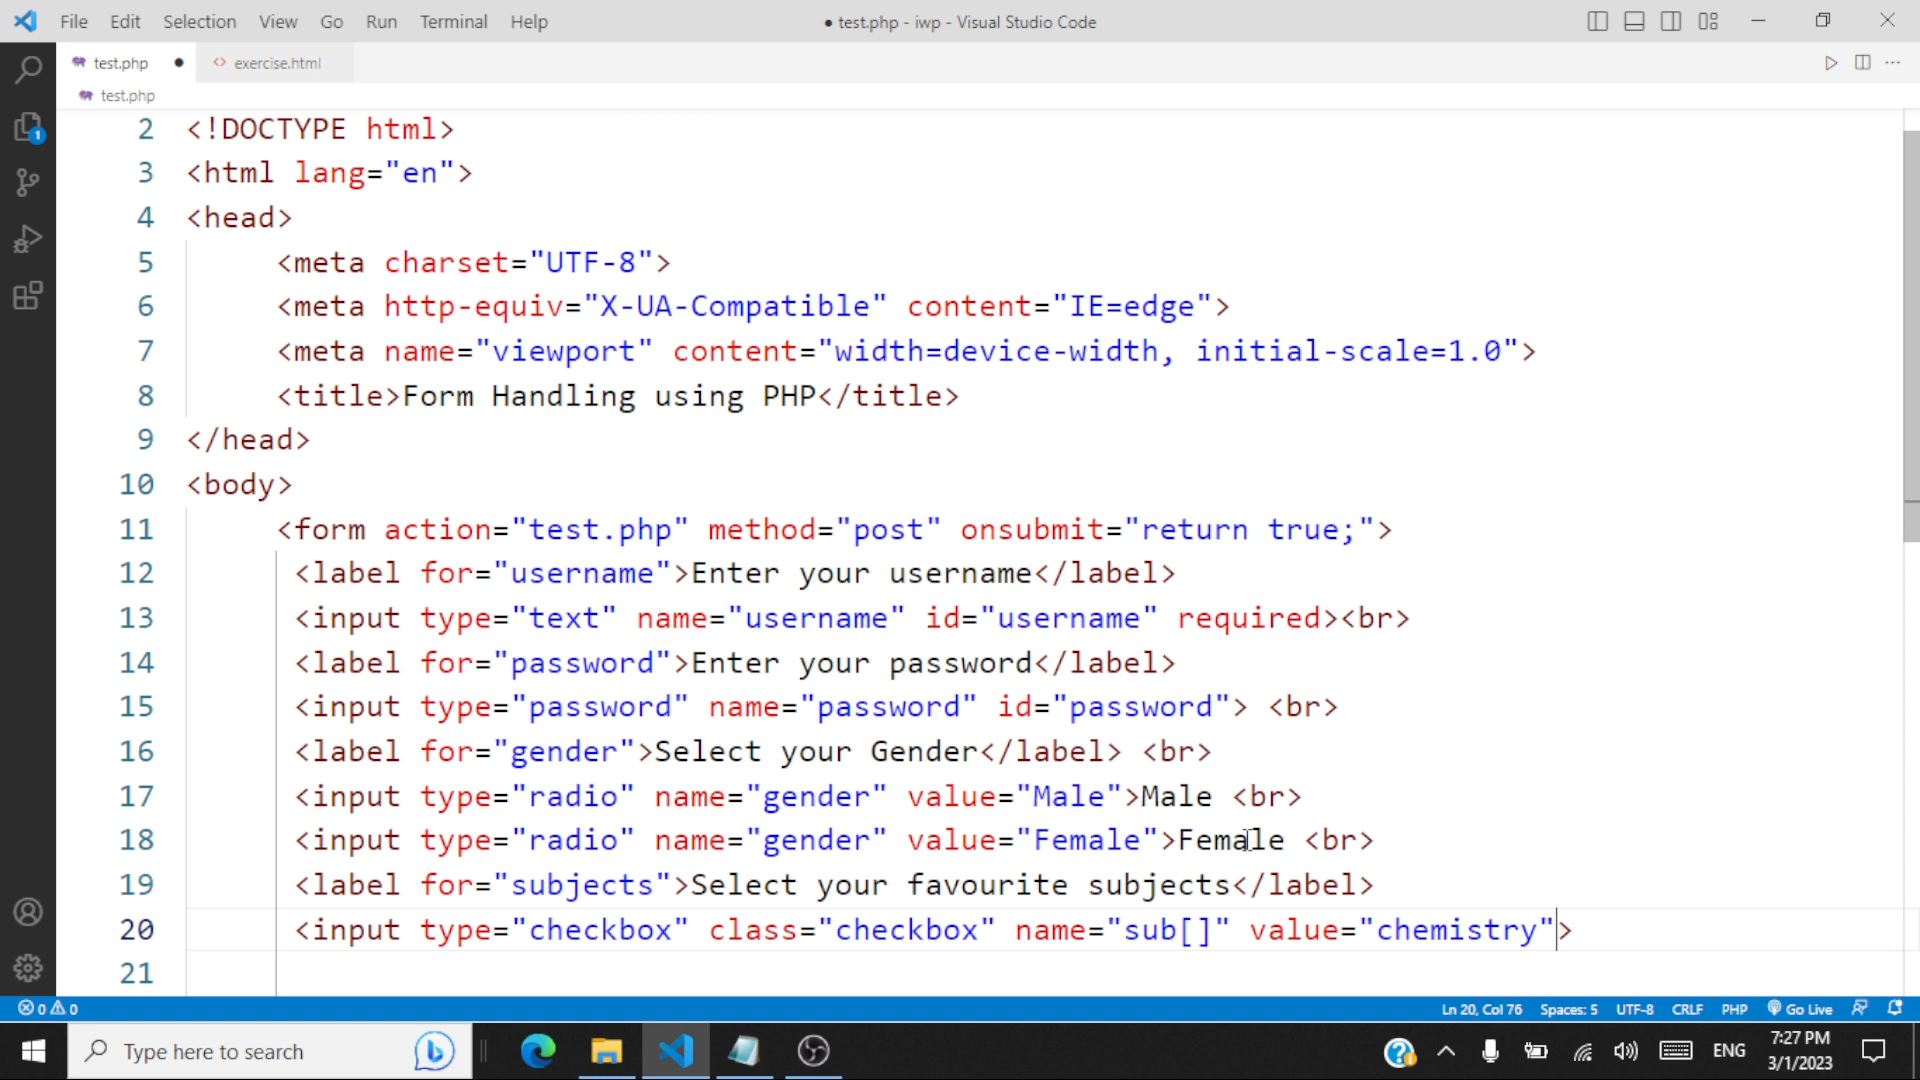 File Edit Selection View Go Run Terminal Help
● test.php - iwp - Visual Studio Code
test.php ●
<> exercise.html
test.php
2 <!DOCTYPE html>
3 <html lang="en">
4 <head>
5 <meta charset="UTF-8">
6 <meta http-equiv="X-UA-Compatible" content="IE=edge">
7 <meta name="viewport" content="width=device-width, initial-scale=1.0">
8 <title>Form Handling using PHP</title>
9 </head>
10 <body>
11 <form action="test.php" method="post" onsubmit="return true;">
12 <label for="username">Enter your username</label>
13 <input type="text" name="username" id="username" required><br>
14 <label for="password">Enter your password</label>
15 <input type="password" name="password" id="password"> <br>
16 <label for="gender">Select your Gender</label> <br>
17 <input type="radio" name="gender" value="Male">Male <br>
18 <input type="radio" name="gender" value="Female">Female <br>
19 <label for="subjects">Select your favourite subjects</label>
20 <input type="checkbox" class="checkbox" name="sub[]" value="chemistry">
21
1
0 0 Ln 20, Col 76 Spaces: 5 UTF-8 CRLF PHP Go Live
Type here to search
ENG
7:27 PM
3/1/2023